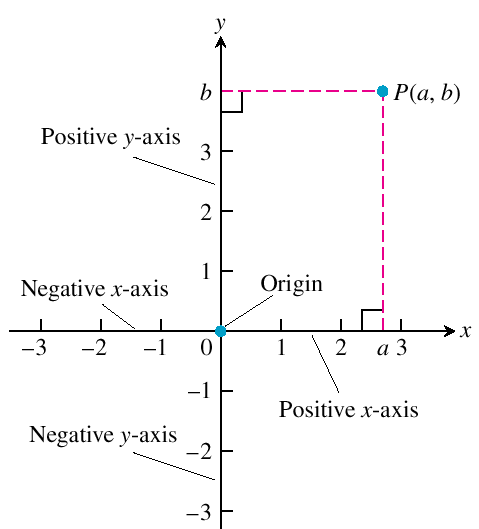 y
b
P(a, b)
Positive y-axis
3
2
1
Negative x-axis
Origin
x
−3 −2 −1 0 1 2 a 3
−1
Positive x-axis
Negative y-axis
−2
−3